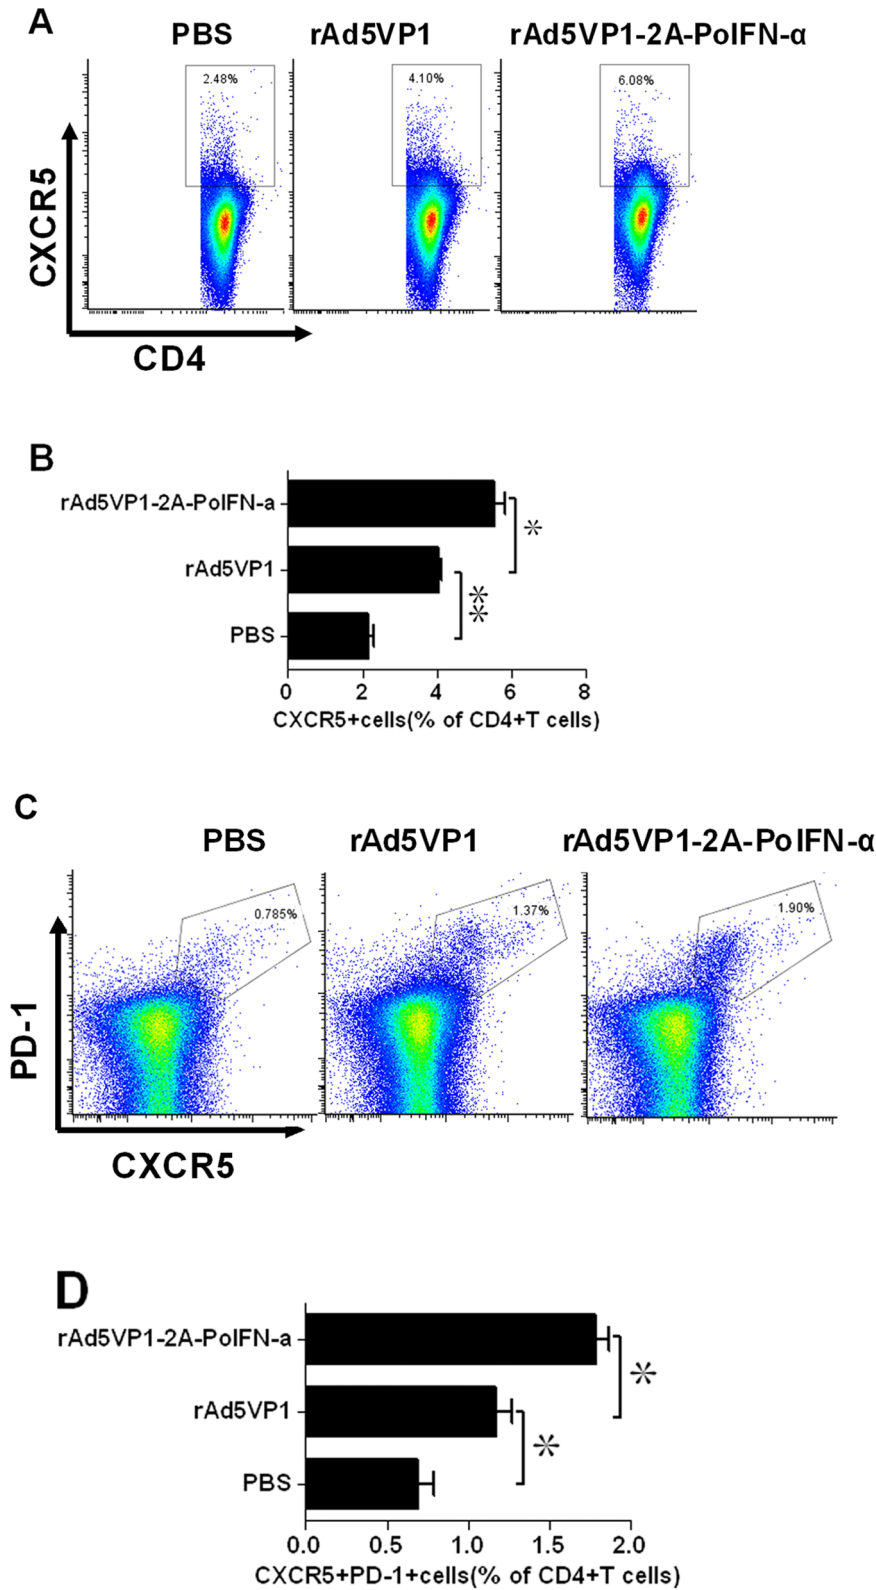 A
PBS rAd5VP1 rAd5VP1-2A-PoIFN-α
2.48% 4.10% 6.08%
CXCR5
CD4
B
rAd5VP1-2A-PoIFN-a
*
rAd5VP1
*
*
PBS
0 2 4 6 8
CXCR5+cells(% of CD4+T cells)
C
PBS rAd5VP1 rAd5VP1-2A-PoIFN-α
0.785% 1.37% 1.90%
PD-1
CXCR5
D
rAd5VP1-2A-PoIFN-a
*
rAd5VP1
*
PBS
0.0 0.5 1.0 1.5 2.0
CXCR5+PD-1+cells(% of CD4+T cells)